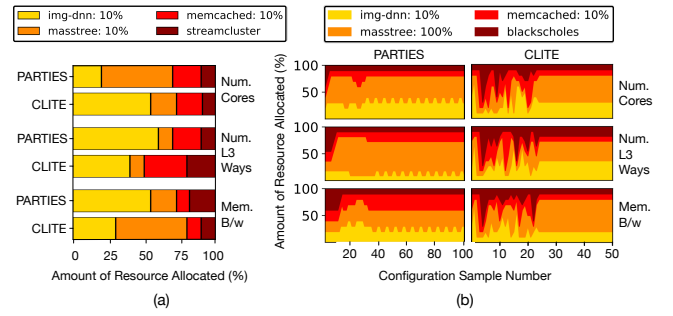 img-dnn: 10%
memcached: 10%
masstree: 10%
streamcluster
PARTIES
CLITE
Num.
Cores
PARTIES
CLITE
Num.
L3
Ways
PARTIES
CLITE
Mem.
B/w
0
25
50
75
100
Amount of Resource Allocated (%)
(a)
img-dnn: 10%
memcached: 10%
masstree: 100%
blackscholes
PARTIES
CLITE
Amount of Resource Allocated (%)
100
50
Num.
Cores
100
50
Num.
L3
Ways
100
50
Mem.
B/w
20
40
60
80
100
10
20
30
40
50
Configuration Sample Number
(b)